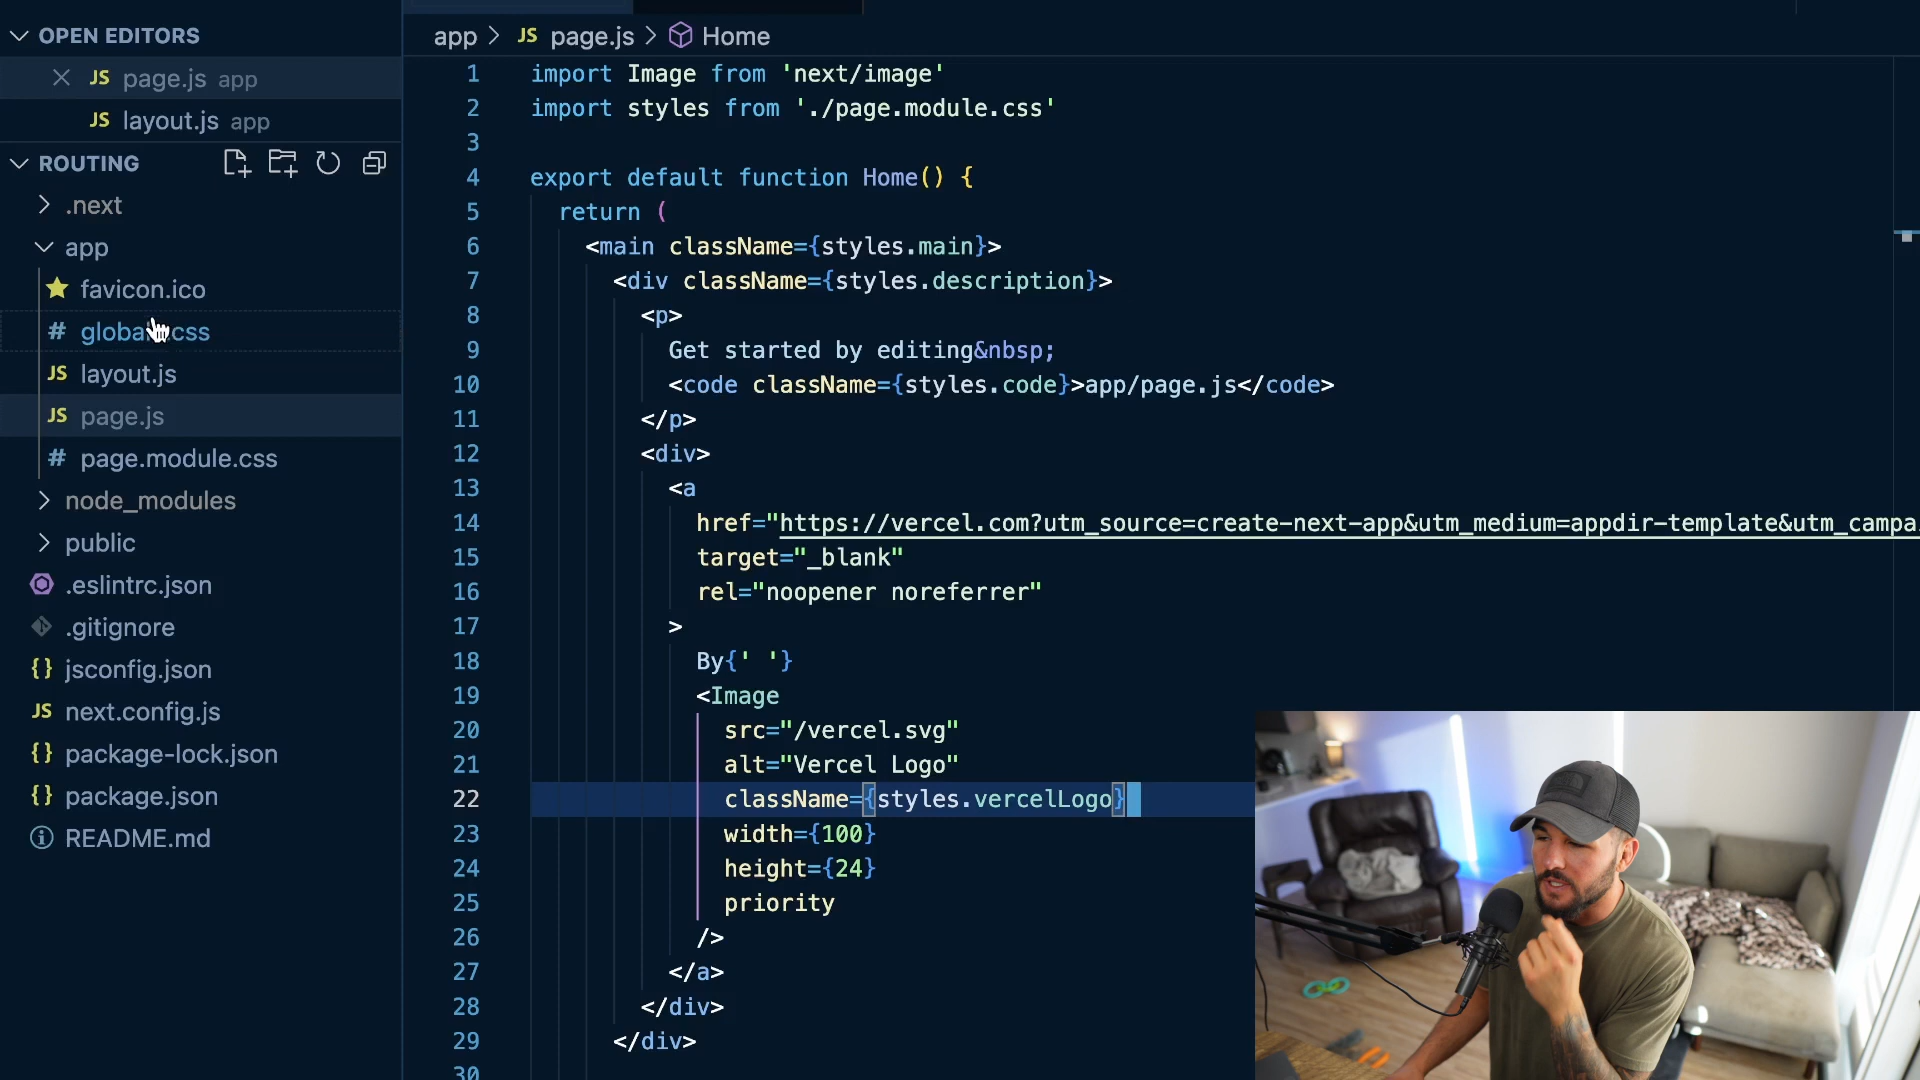 OPEN EDITORS
JS page.js app
JS layout.js app
ROUTING
.next
app
favicon.ico
# .css
JS layout.js
JS page.js
# page.module.css
node_modules
public
.eslintrc.json
.gitignore
{} jsconfig.json
JS next.config.js
{} package-lock.json
{} package.json
README.md
app > JS page.js > Home
1 import Image from 'next/image'
2 import styles from './page.module.css'
3
4 export default function Home() {
5 return (
6 <main className={styles.main}>
7 <div className={styles.description}>
8 <p>
9 Get started by editing&nbsp;
10 <code className={styles.code}>app/page.js</code>
11 </p>
12 <div>
13 <a
14 href="https://vercel.com?utm_source=create-next-app&utm_medium=appdir-template&utm_campa
15 target="_blank"
16 rel="noopener noreferrer"
17 >
18 By{' '}
19 <Image
20 src="/vercel.svg"
21 alt="Vercel Logo"
22 className={styles.vercelLogo}
23 width={100}
24 height={24}
25 priority
26 />
27 </a>
28 </div>
29 </div>
30